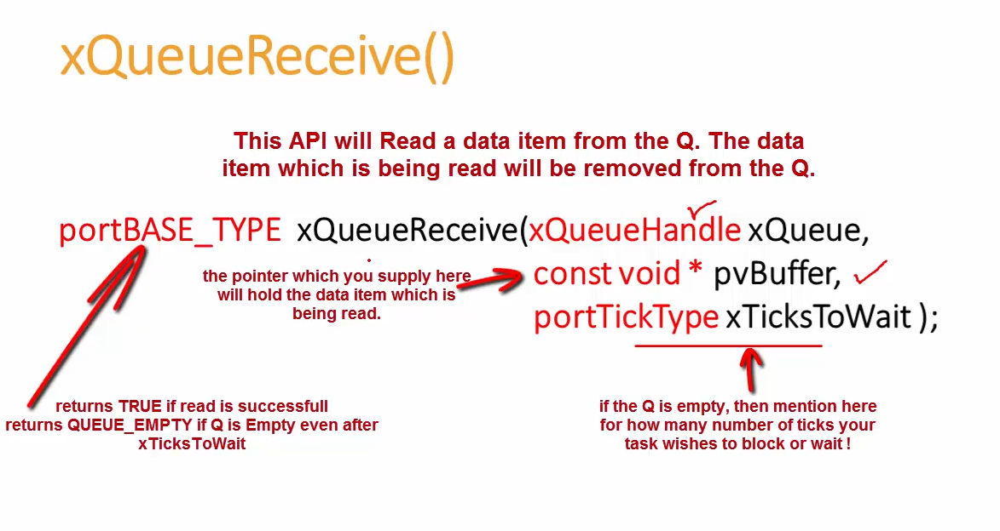 xQueueReceive()
This API will Read a data item from the Q. The data
item which is being read will be removed from the Q.
portBASE_TYPE xQueueReceive(xQueueHandle xQueue,
the pointer which you supply here
will hold the data item which is
being read.
const void * pvBuffer,
portTickType xTicksToWait );
returns TRUE if read is successfull
returns QUEUE_EMPTY if Q is Empty even after
xTicksToWait
if the Q is empty, then mention here
for how many number of ticks your
task wishes to block or wait !